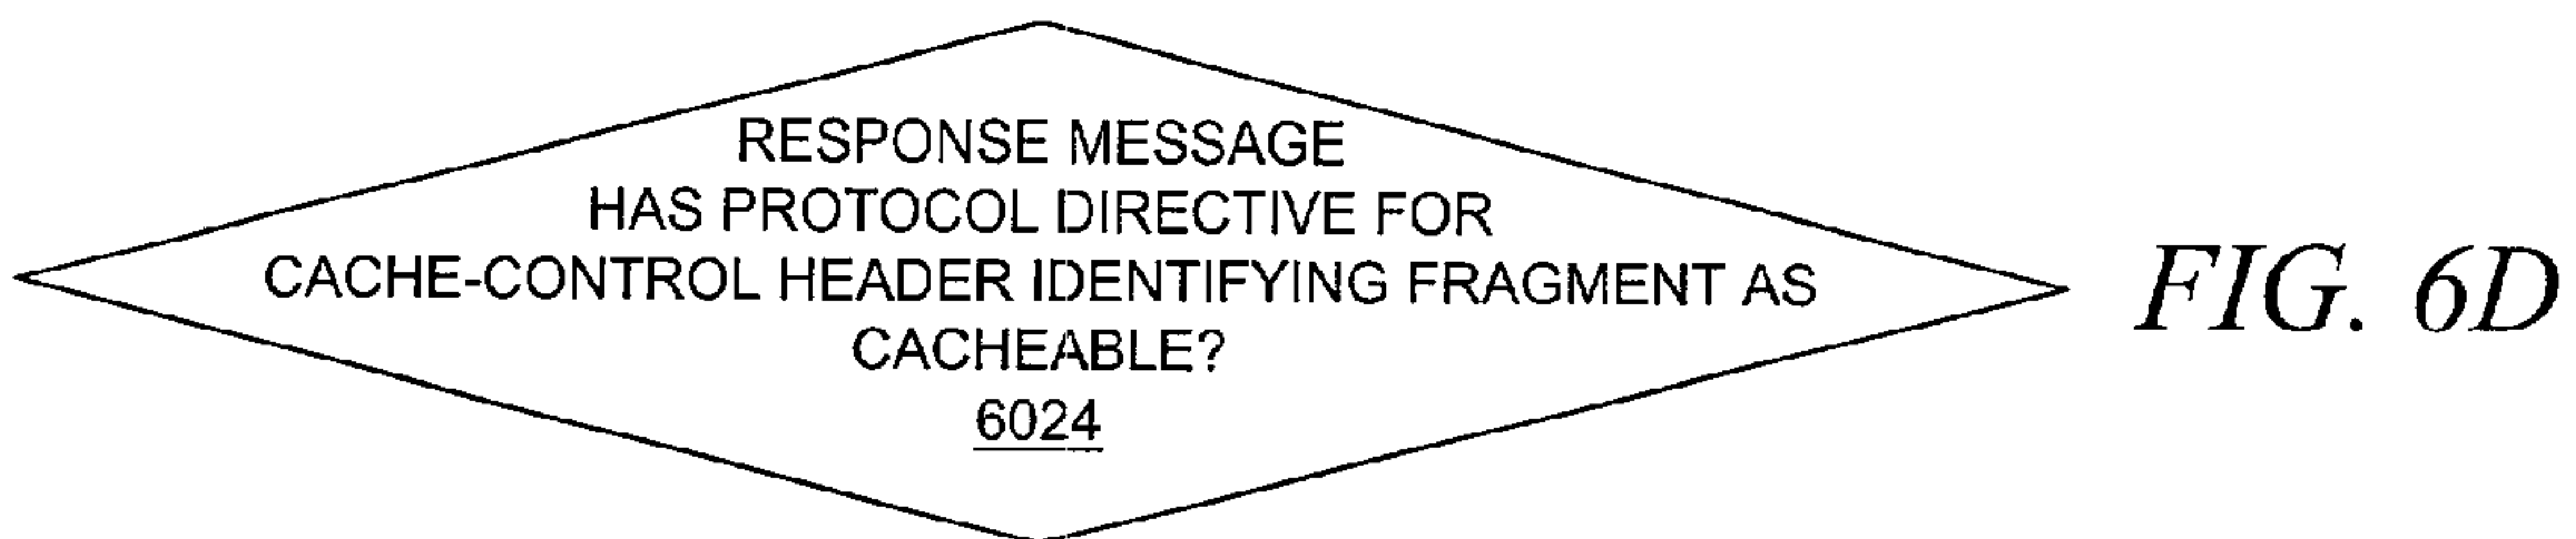 RESPONSE MESSAGE
HAS PROTOCOL DIRECTIVE FOR
CACHE-CONTROL HEADER IDENTIFYING FRAGMENT AS
CACHEABLE?
6024
FIG. 6D